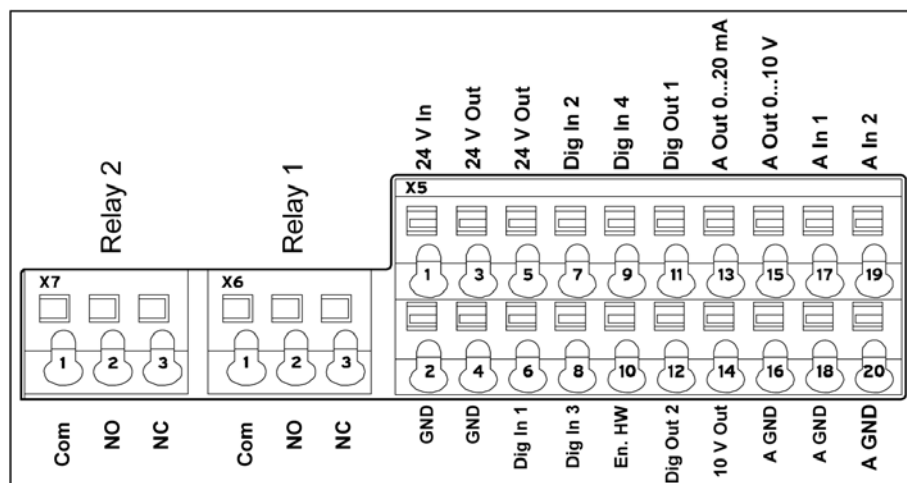 24 V In
24 V Out
24 V Out
Dig In 2
Dig In 4
Dig Out 1
A Out 0...20 mA
A Out 0...10 V
A In 1
A In 2
Relay 2
Relay 1
X5
1 3 5 7 9 11 13 15 17 19
X7
X6
1 2 3
1 2 3
2 4 6 8 10 12 14 16 18 20
Com
NO
NC
Com
NO
NC
GND
GND
Dig In 1
Dig In 3
En. HW
Dig Out 2
10 V Out
A GND
A GND
A GND